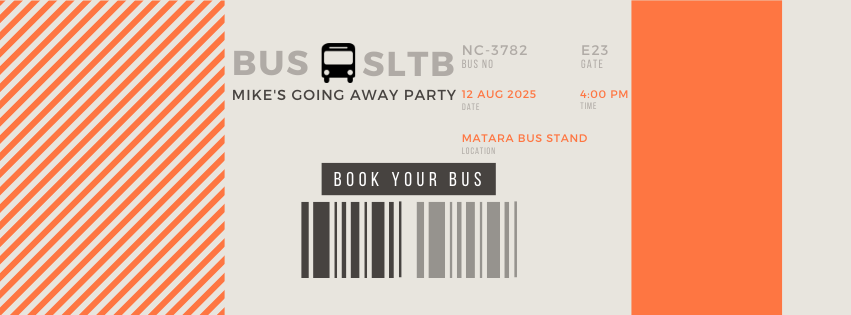 BUS SLTB
MIKE'S GOING AWAY PARTY
NC-3782
BUS NO
E23
GATE
12 AUG 2025
DATE
4:00 PM
TIME
MATARA BUS STAND
LOCATION
BOOK YOUR BUS